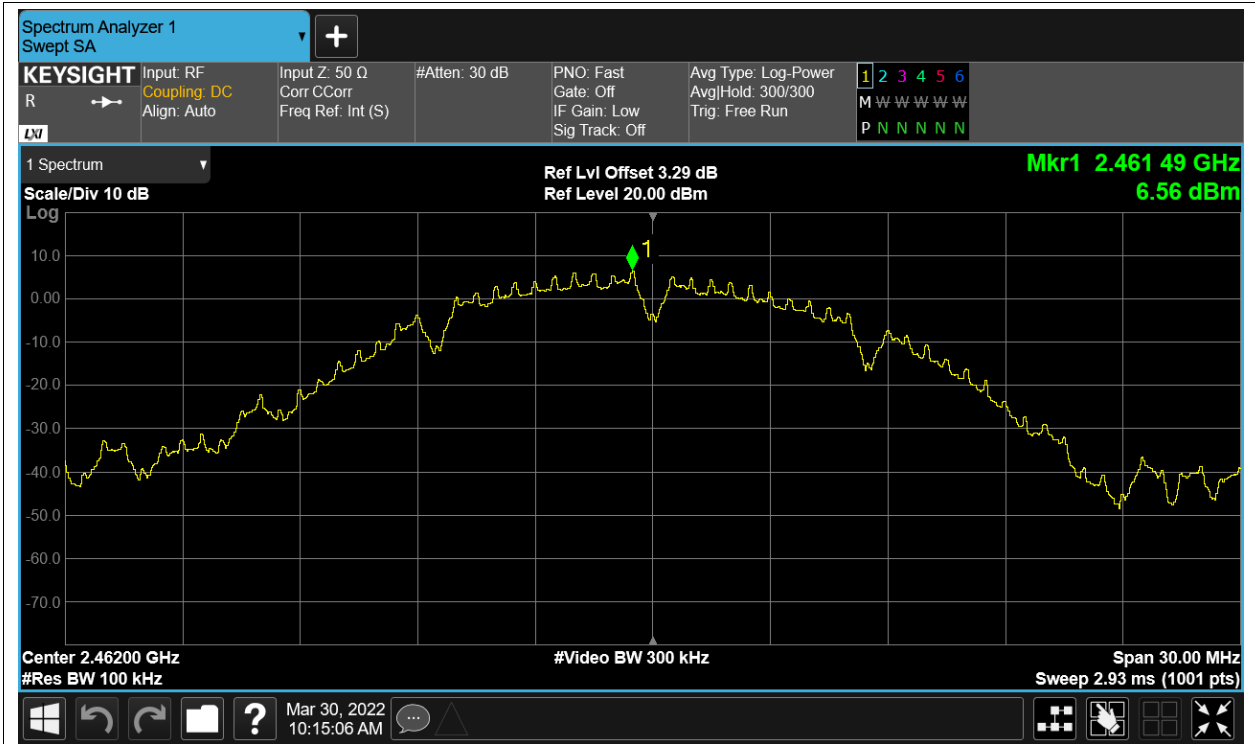 Spectrum Analyzer 1
Swept SA
+
KEYSIGHT
R
LXI
Input: RF
Coupling: DC
Align: Auto
Input Z: 50 Ω
Corr CCorr
Freq Ref: Int (S)
#Atten: 30 dB
PNO: Fast
Gate: Off
IF Gain: Low
Sig Track: Off
Avg Type: Log-Power
Avg|Hold: 300/300
Trig: Free Run
1 2 3 4 5 6
M W W W W W
P N N N N N
1 Spectrum
Scale/Div 10 dB
Log
Ref Lvl Offset 3.29 dB
Ref Level 20.00 dBm
Mkr1 2.461 49 GHz
6.56 dBm
1
10.0
0.00
-10.0
-20.0
-30.0
-40.0
-50.0
-60.0
-70.0
Center 2.46200 GHz
#Res BW 100 kHz
#Video BW 300 kHz
Span 30.00 MHz
Sweep 2.93 ms (1001 pts)
?
Mar 30, 2022
10:15:06 AM